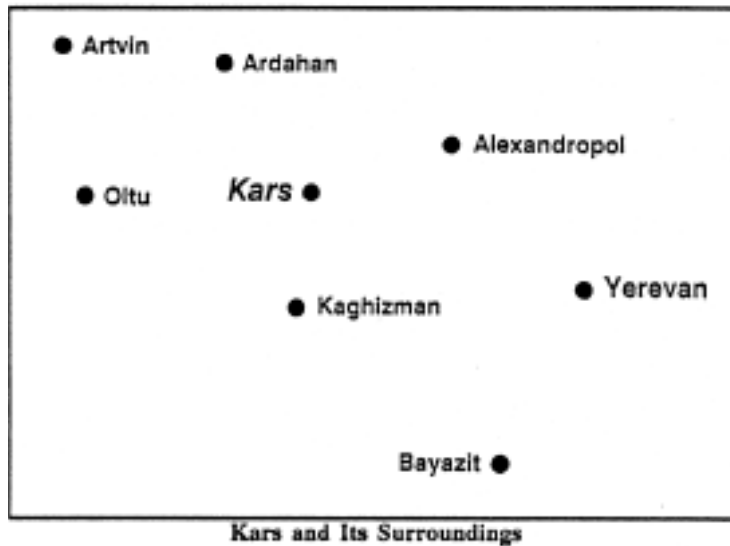 Artvin
Ardahan
Alexandropol
Oltu
Kars
Yerevan
Kaghizman
Bayazit
Kars and Its Surroundings